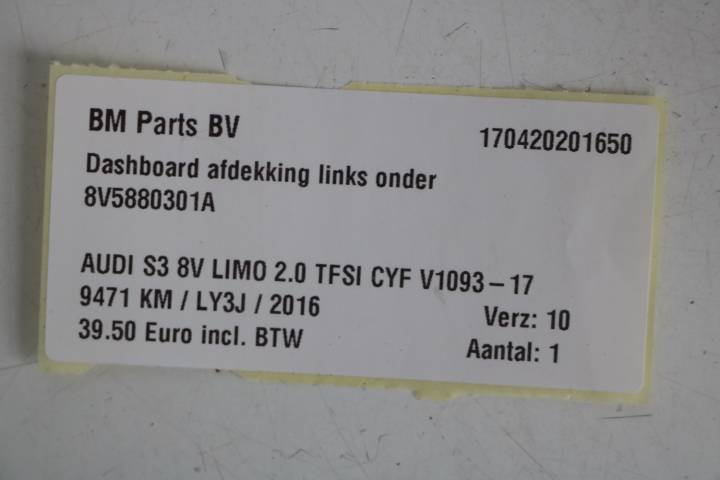 BM Parts BV 170420201650
Dashboard afdekking links onder
8V5880301A
AUDI S3 8V LIMO 2.0 TFSI CYF V1093-17
9471 KM / LY3J / 2016 Verz: 10
39.50 Euro incl. BTW Aantal: 1